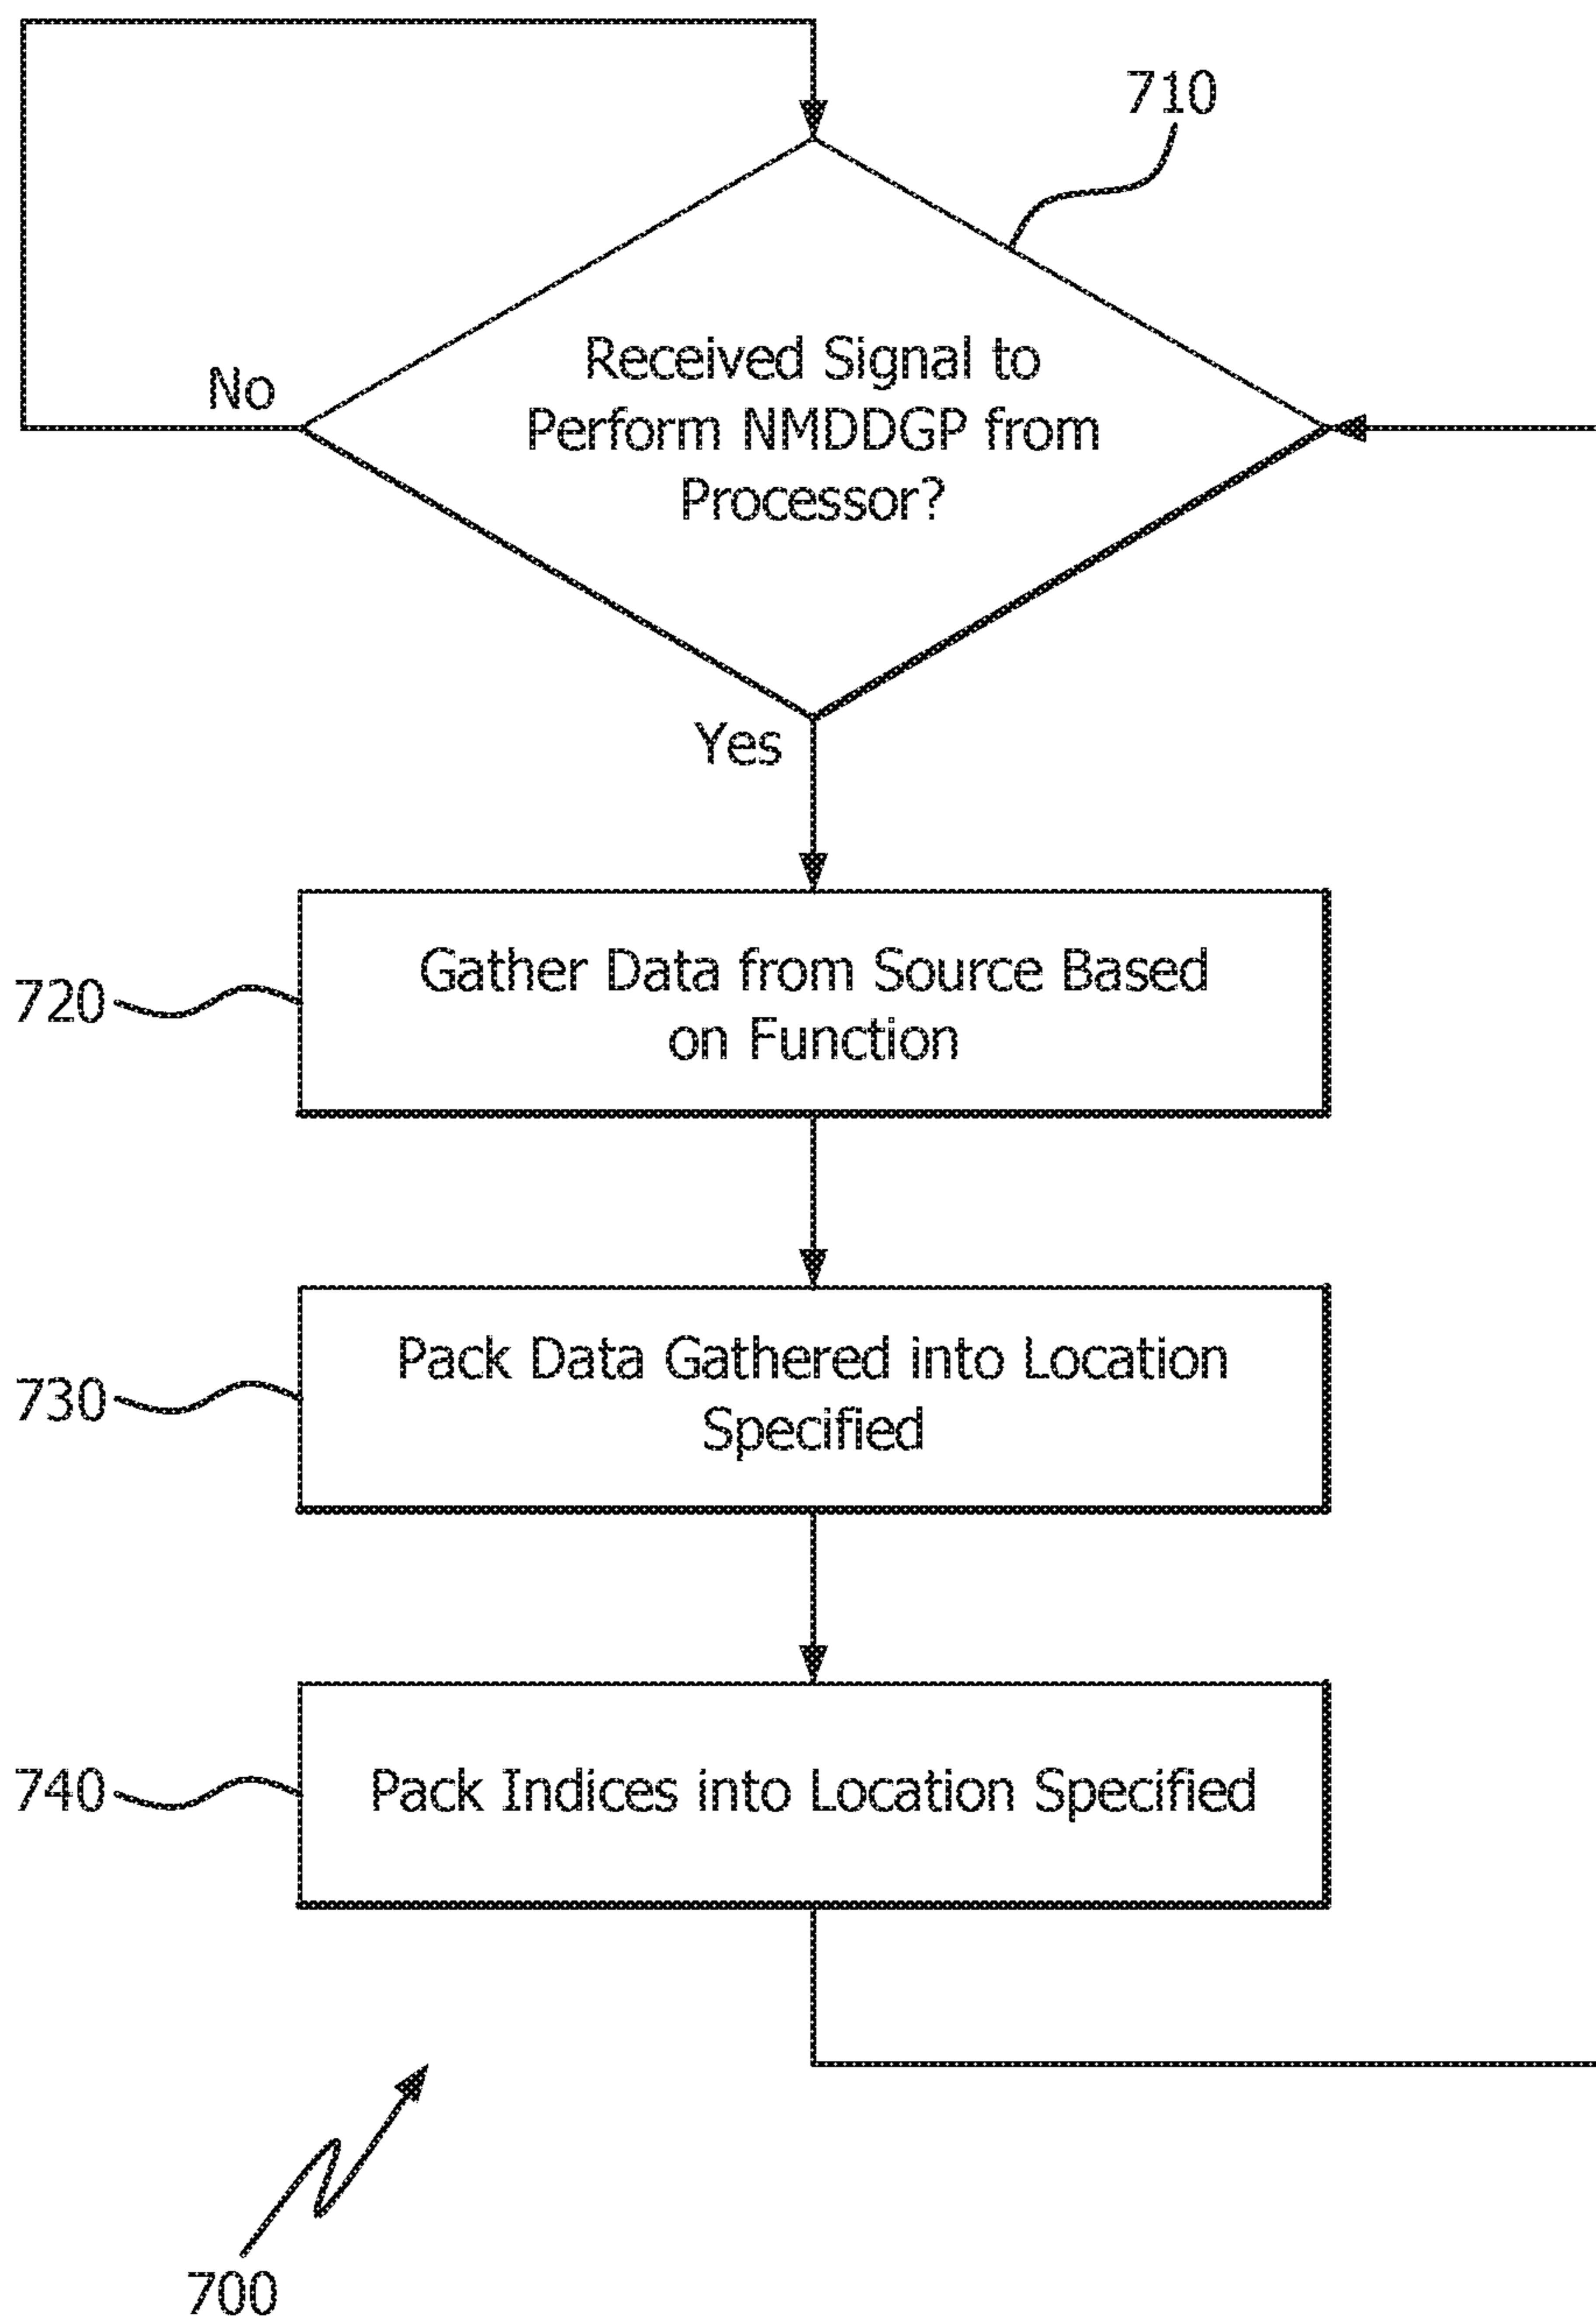 710
Received Signal to
Perform NMDDGP from
Processor?
No
Yes
720
Gather Data from Source Based
on Function
730
Pack Data Gathered into Location
Specified
740
Pack Indices into Location Specified
700